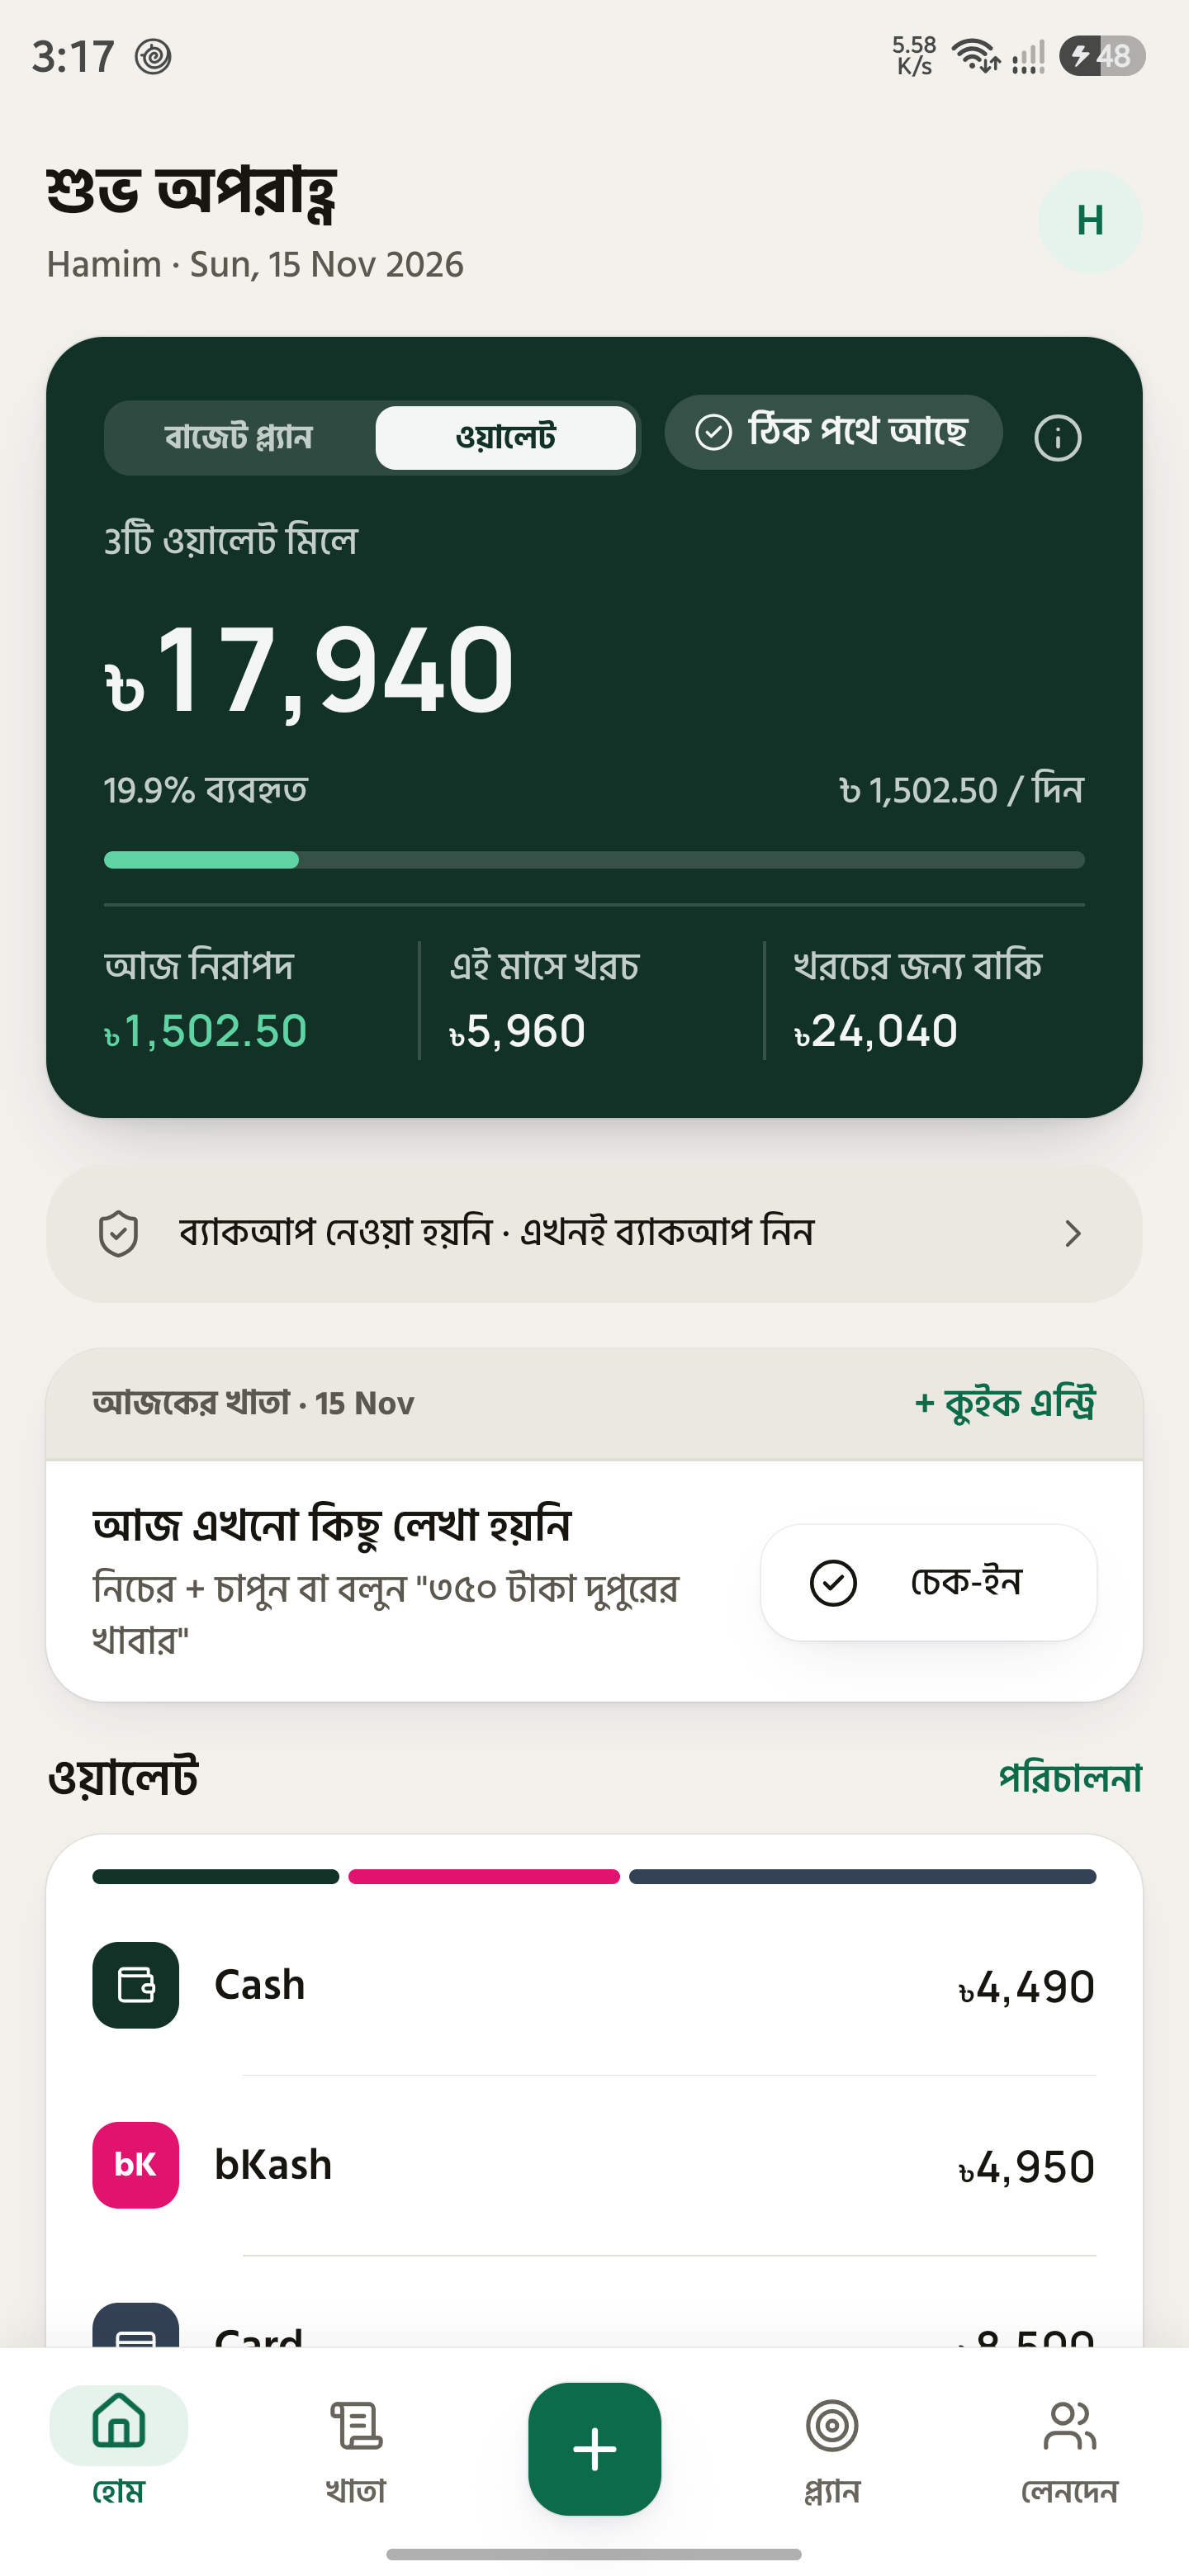 3:17
5.58 K/s
48
শুভ অপরাহ্ণ
Hamim · Sun, 15 Nov 2026
H
বাজেট প্ল্যান
ওয়ালেট
ঠিক পথে আছে
3টি ওয়ালেট মিলে
৳17,940
19.9% ব্যবহৃত
৳ 1,502.50 / দিন
আজ নিরাপদ
এই মাসে খরচ
খরচের জন্য বাকি
৳1,502.50
৳5,960
৳24,040
ব্যাকআপ নেওয়া হয়নি · এখনই ব্যাকআপ নিন
আজকের খাতা · 15 Nov
+ কুইক এন্ট্রি
আজ এখনো কিছু লেখা হয়নি
নিচের + চাপুন বা বলুন "৩৫০ টাকা দুপুরের
খাবার"
চেক-ইন
ওয়ালেট
পরিচালনা
Cash
৳4,490
bK
bKash
৳4,950
Card
৳8,500
হোম
খাতা
প্ল্যান
লেনদেন